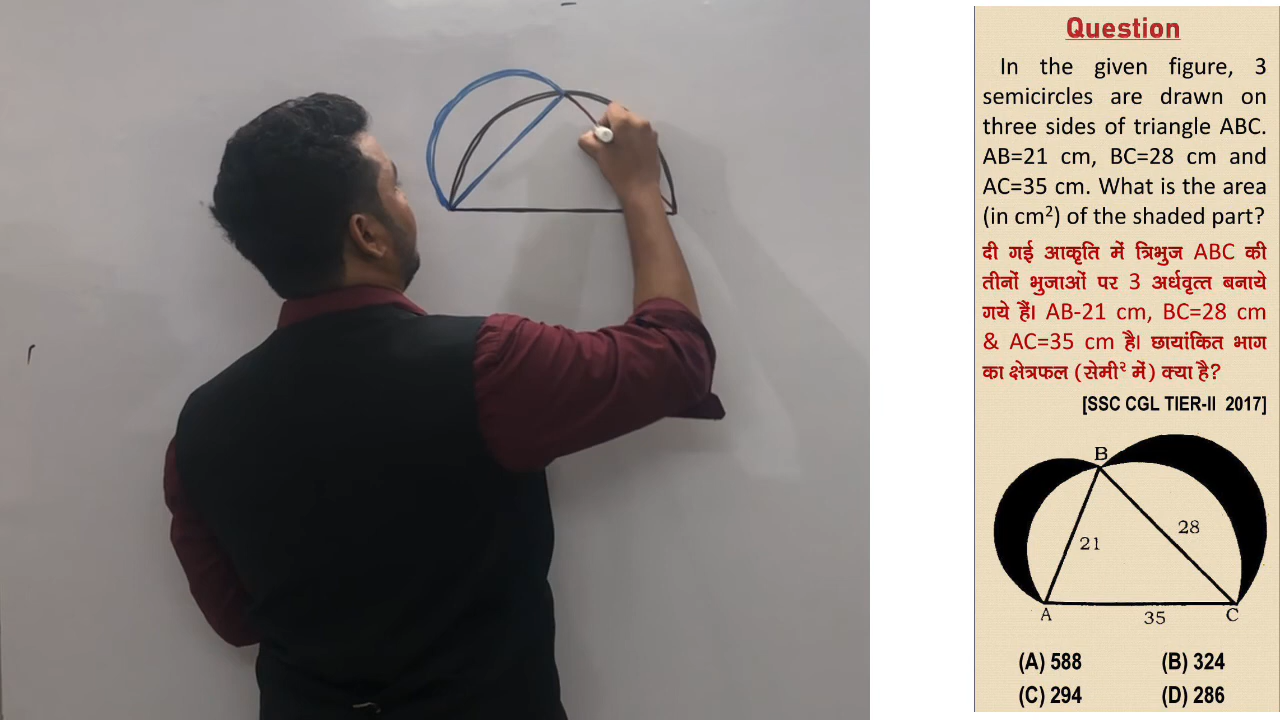 Question
In the given figure, 3
semicircles are drawn on
three sides of triangle ABC.
AB=21 cm, BC=28 cm and
AC=35 cm. What is the area
(in cm²) of the shaded part?
दी गई आकृति में त्रिभुज ABC की
तीनों भुजाओं पर 3 अर्धवृत्त बनाये
गये हैं। AB-21 cm, BC=28 cm
& AC=35 cm है। छायांकित भाग
का क्षेत्रफल (सेमी² में) क्या है?
[SSC CGL TIER-II 2017]
B
21
28
A
35
C
(A) 588
(B) 324
(C) 294
(D) 286